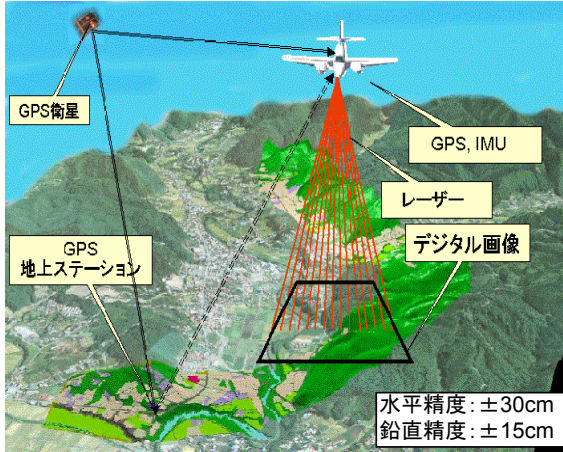 GPS衛星
GPS, IMU
レーザー
デジタル画像
GPS
地上ステーション
水平精度:±30cm
鉛直精度:±15cm